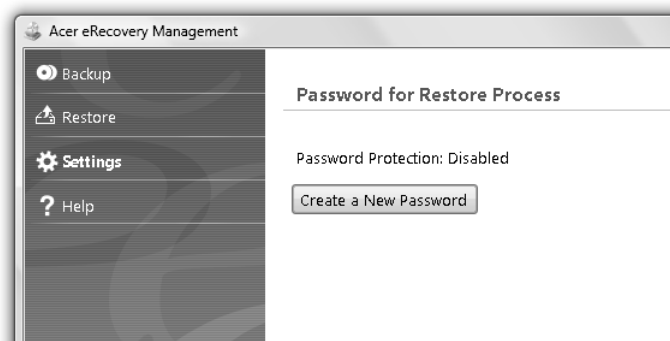 Acer eRecovery Management
Backup
Restore
Settings
Help
Password for Restore Process
Password Protection: Disabled
Create a New Password